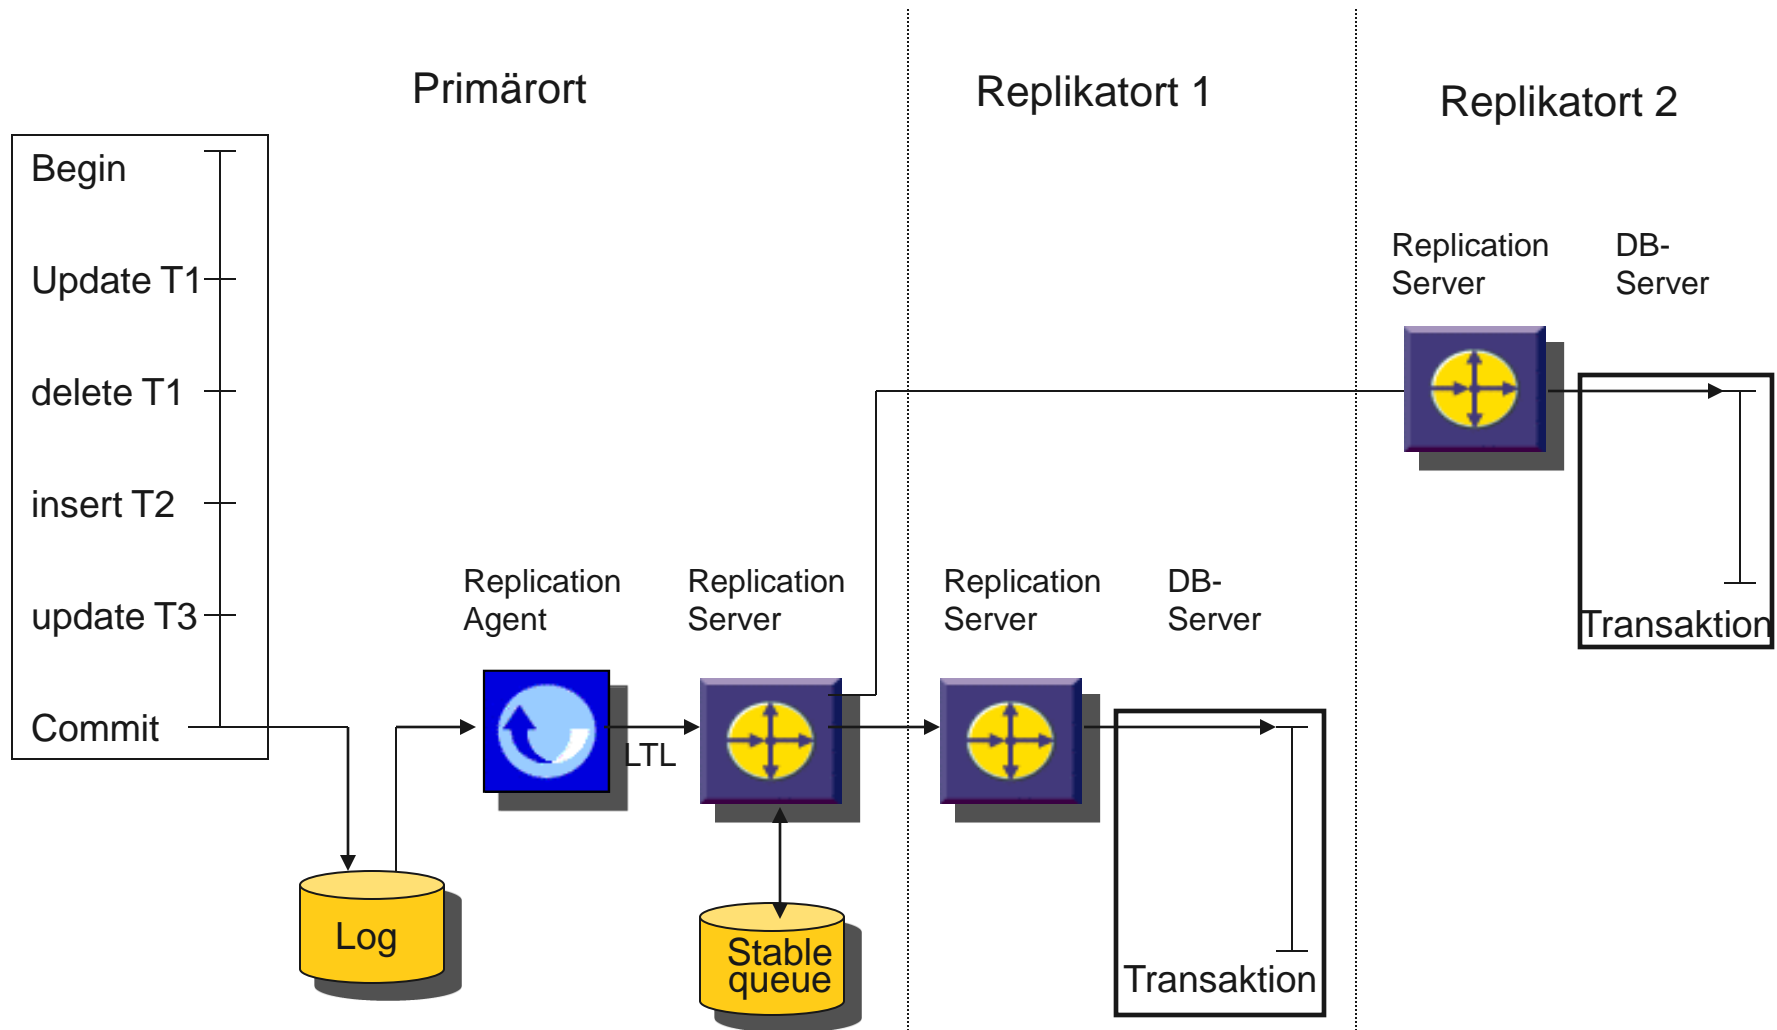 Primärort
Replikatort 1
Replikatort 2
Begin
Update T1
delete T1
insert T2
update T3
Commit
Replication
Agent
Replication
Server
Replication
Server
DB-
Server
Replication
Server
DB-
Server
LTL
Log
Stable
queue
Transaktion
Transaktion